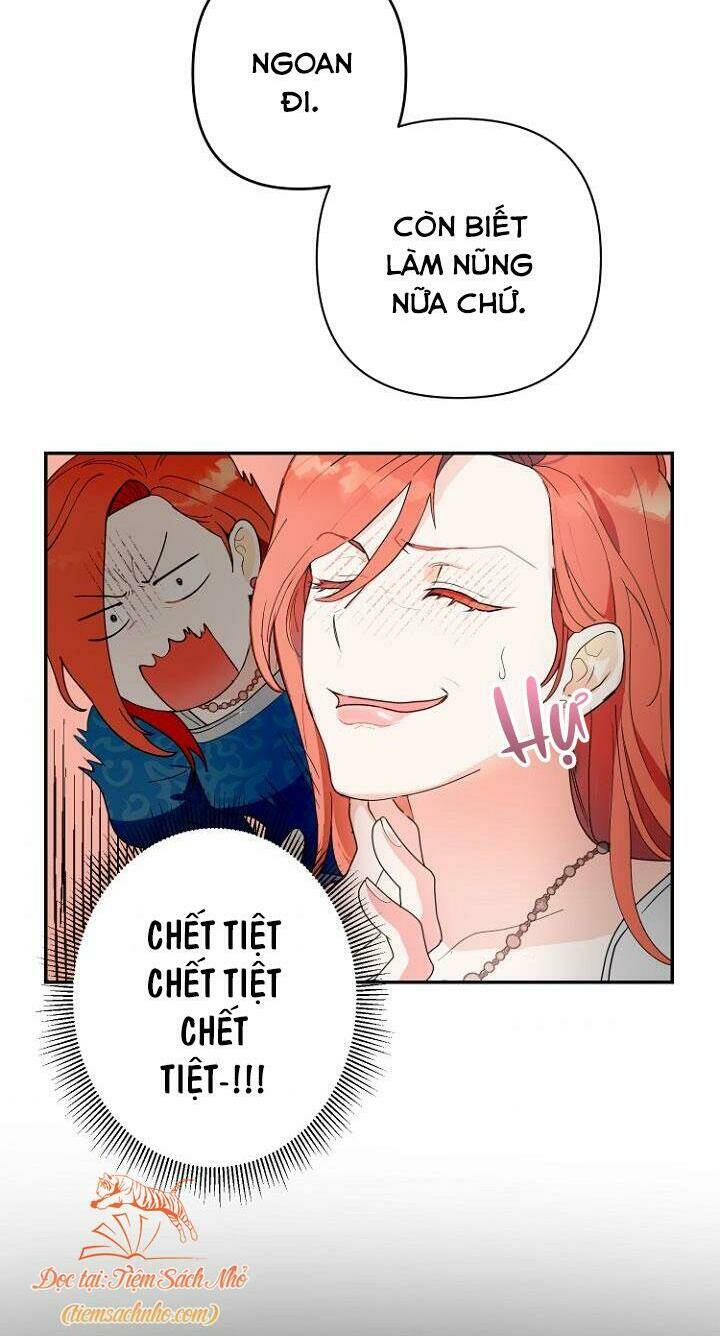 NGOAN
ĐI.
CÒN BIẾT
LÀM NŨNG
NỮA CHỨ.
HỰ
CHẾT TIỆT
CHẾT TIỆT
CHẾT
TIỆT-!!!
Đọc tại: Tiệm Sách Nhỏ
(tiemsachnho.com)